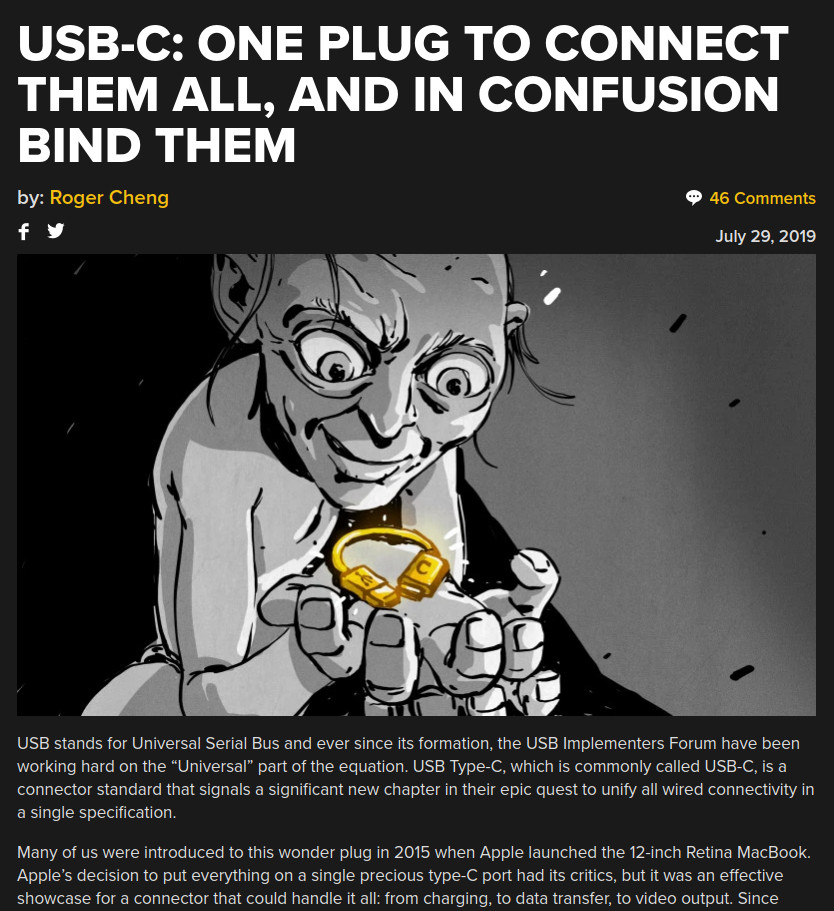 USB-C: ONE PLUG TO CONNECT
THEM ALL, AND IN CONFUSION
BIND THEM
by: Roger Cheng
46 Comments
July 29, 2019
C
USB stands for Universal Serial Bus and ever since its formation, the USB Implementers Forum have been
working hard on the “Universal” part of the equation. USB Type-C, which is commonly called USB-C, is a
connector standard that signals a significant new chapter in their epic quest to unify all wired connectivity in
a single specification.
Many of us were introduced to this wonder plug in 2015 when Apple launched the 12-inch Retina MacBook.
Apple’s decision to put everything on a single precious type-C port had its critics, but it was an effective
showcase for a connector that could handle it all: from charging, to data transfer, to video output. Since